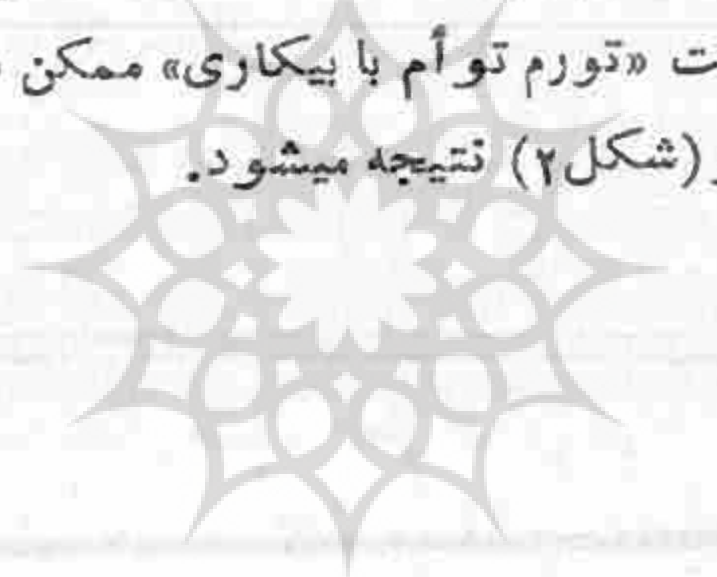 «تورم توأم با بیکاری» ممکن
(شکل۲) نتیجه میشود.